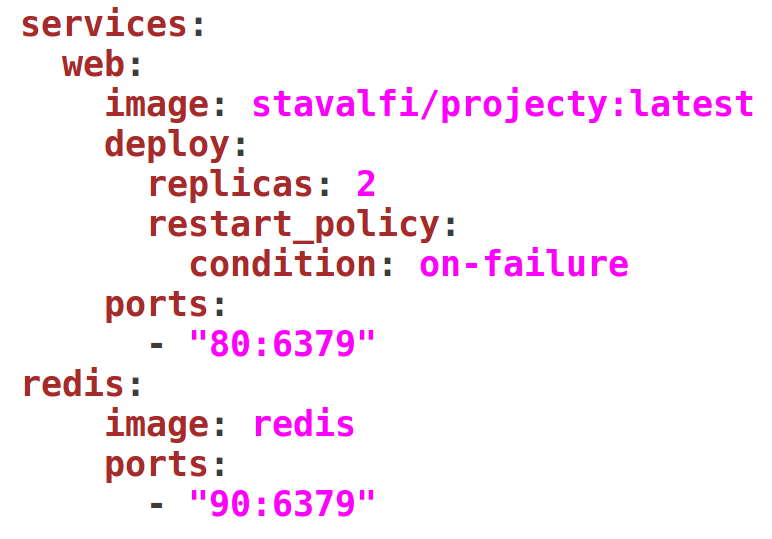 services:
  web:
    image: stavalfi/projecty:latest
    deploy:
      replicas: 2
      restart_policy:
        condition: on-failure
    ports:
      - "80:6379"
redis:
    image: redis
    ports:
      - "90:6379"